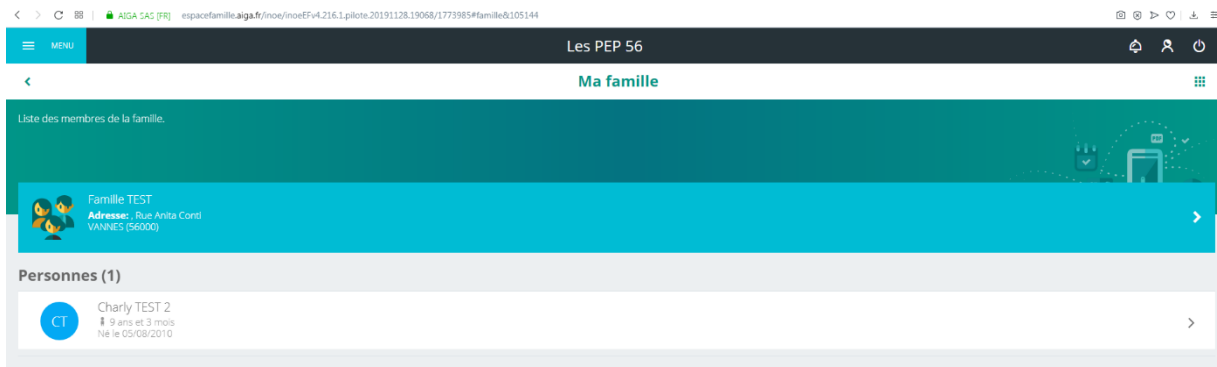 AIGA SAS [FR] espacefamille.aiga.fr/inoe/inoeEFv4.216.1.pilote.20191128.19068/1773985#famille&105144
MENU Les PEP 56
Ma famille
Liste des membres de la famille.
PDF
Famille TEST
Adresse: , Rue Anita Conti
VANNES (56000)
Personnes (1)
CT
Charly TEST 2
9 ans et 3 mois
Né le 05/08/2010